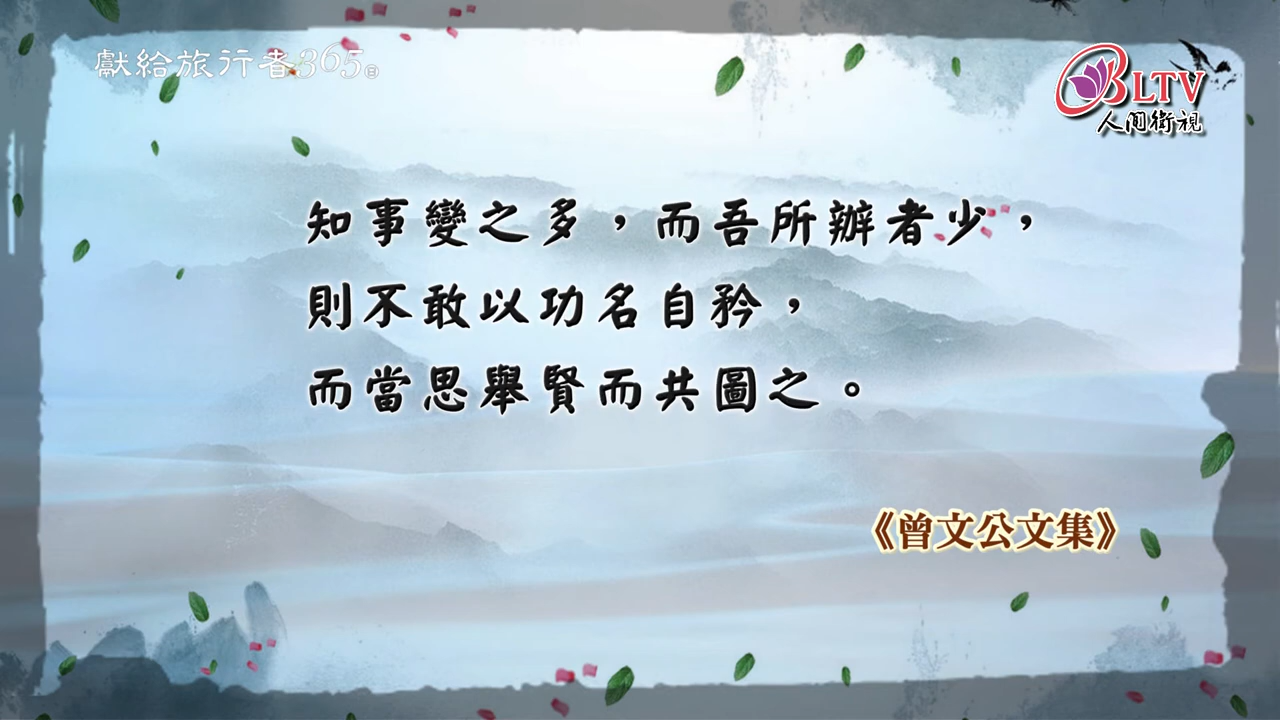 獻給旅行者365日
BLTV
人間衛視
知事變之多，而吾所辦者少，
則不敢以功名自矜，
而當思舉賢而共圖之。
《曾文公文集》